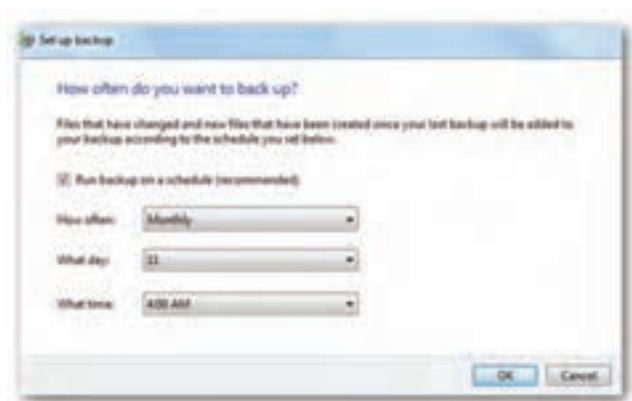 Set up backup
How often do you want to back up?
Files that have changed and new files that have been created since your last backup will be added to
your backup according to the schedule you set below.
Run backup on a schedule (recommended)
How often: Monthly
What day:
What time: 4:00 AM
OK Cancel